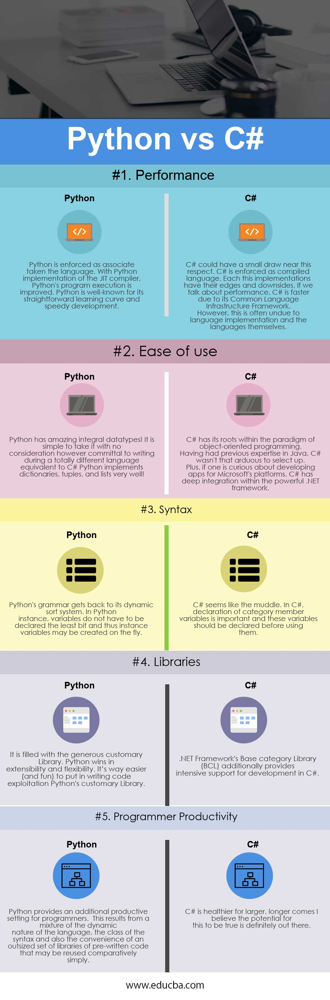 Python vs C#
#1. Performance
Python
Python is enforced as associate
taken the language. With Python
implementation of the JIT compiler,
Python's program execution is
improved. Python is well-known for its
straightforward learning curve and
speedy development.
C#
C# could have a small draw near this
respect. C# is enforced as compiled
language. Each this implementations
have their edges and downsides. If we
talk about performance, C# is faster
due to its Common Language
Infrastructure Framework.
However, this is often undue to
language implementation and the
languages themselves.
#2. Ease of use
Python
Python has amazing integral datatypes! It is
simple to take it with no
consideration however committal to writing
during a totally different language
equivalent to C# Python implements
dictionaries, tuples, and lists very well!
C#
C# has its roots within the paradigm of
object-oriented programming.
Having had previous expertise in Java, C#
wasn't that arduous to select up.
Plus, if one is curious about developing
apps for Microsoft's platforms, C# has
deep integration within the powerful .NET
framework.
#3. Syntax
Python
Python's grammar gets back to its dynamic
sort system. In Python
instance, variables do not have to be
declared the least bit and thus instance
variables may be created on the fly.
C#
C# seems like the muddle. In C#,
declaration of category member
variables is important and these variables
should be declared before using
them.
#4. Libraries
Python
It is filled with the generous customary
Library. Python wins in
extensibility and flexibility. It’s way easier
(and fun) to put in writing code
exploitation Python's customary Library.
C#
.NET Framework's Base category Library
(BCL) additionally provides
intensive support for development in C#.
#5. Programmer Productivity
Python
Python provides an additional productive
setting for programmers. This results from a
mixture of the dynamic
nature of the language, the class of the
syntax and also the convenience of an
outsized set of libraries of pre-written code
that may be reused comparatively
simply.
C#
C# is healthier for larger, longer comes I
believe the potential for
this to be true is definitely out there.
www.educba.com